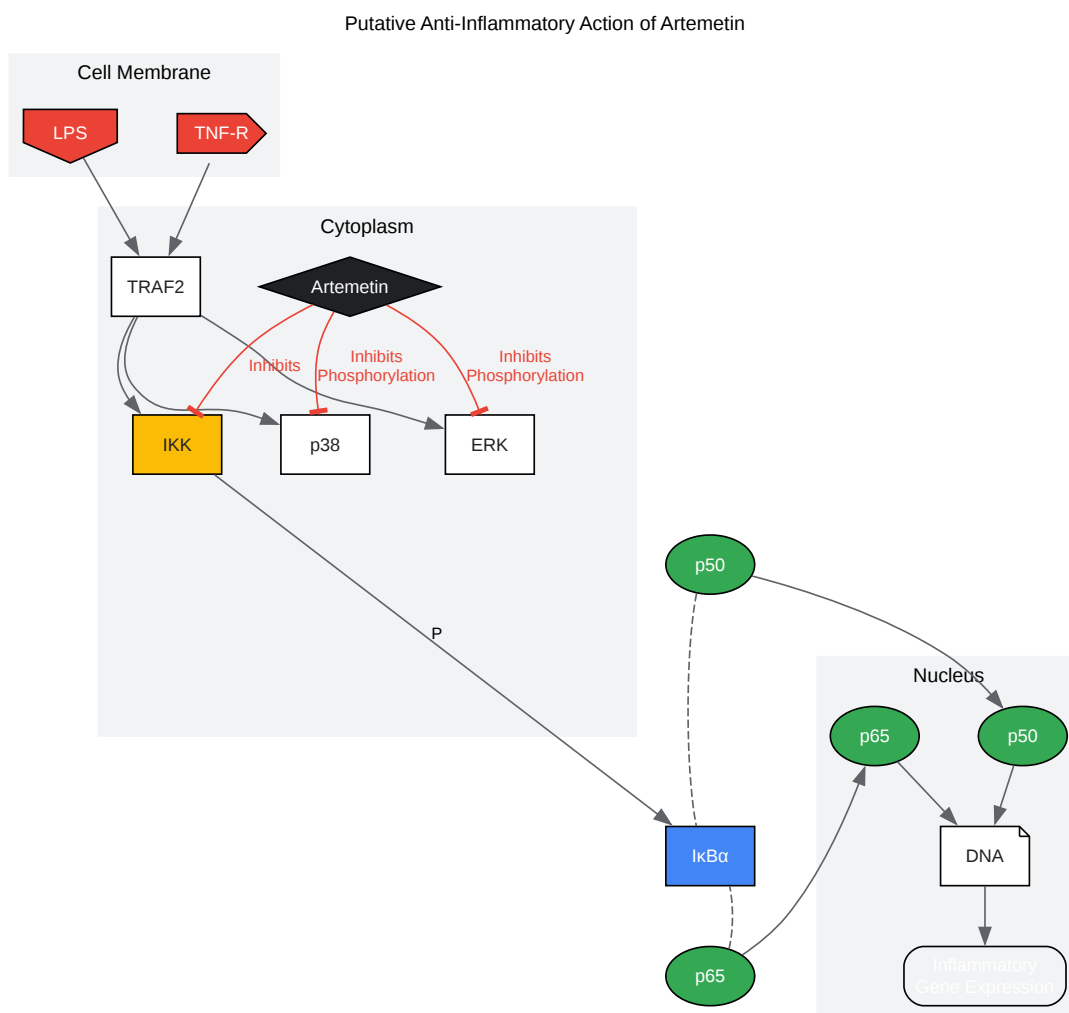 Putative Anti-Inflammatory Action of Artemetin
Cell Membrane
LPS
TNF-R
Cytoplasm
TRAF2
Artemetin
Inhibits
Inhibits
Phosphorylation
Inhibits
Phosphorylation
IKK
p38
ERK
p50
P
Nucleus
p65
p50
IκBα
DNA
p65
Inflammatory
Gene Expression